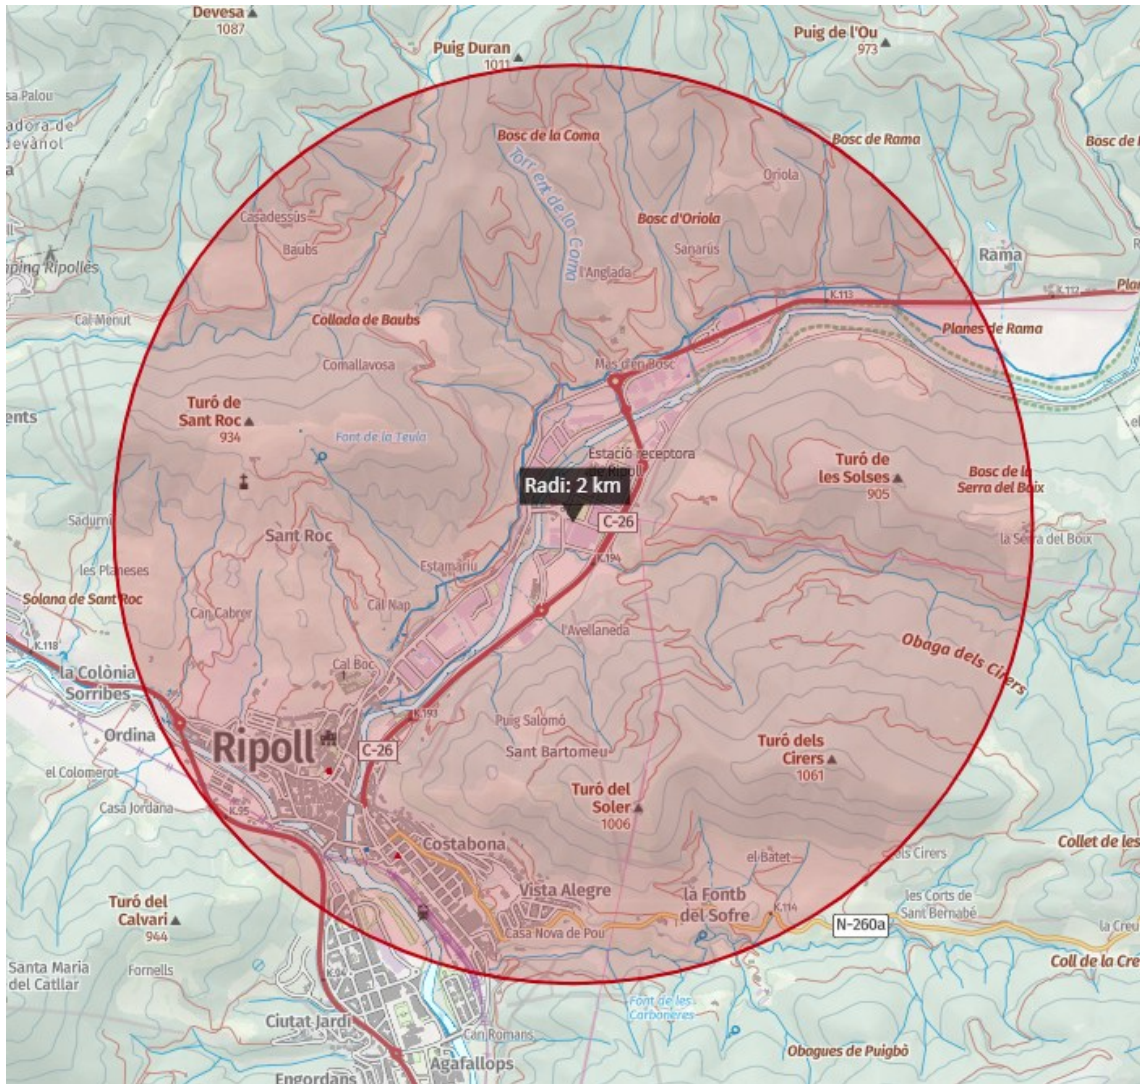 Devesa
1087
Puig Duran
1011
Puig de l'Ou
973
sa Palou
adora de
devànol
Bosc de la Coma
Bosc de Rama
Torrent de la Coma
Oriola
Casadessús
Bosc d'Oriola
Baubs
Sanarús
Rama
l'Anglada
mping Ripollès
K.113
K.112
Cal Menut
Collada de Baubs
Planes de Rama
Comallavosa
Mas d'en Bosc
Turó de
Sant Roc
934
ents
Font de la Teula
Estació receptora
de Ripoll
Turó de
les Solses
905
Bosc de la
Serra del Boix
Radi: 2 km
C-26
Sadurní
Sant Roc
la Serra del Boix
K.194
Estamariu
les Planeses
Solana de Sant Roc
Can Cabrer
Cal Nap
l'Avellaneda
Obaga dels Cirers
K.118
la Colònia
Sorribes
Cal Boc
K.193
Puig Salomó
Ordina
Ripoll
C-26
Sant Bartomeu
Turó dels
Cirers
1061
el Colomerot
Turó del
Soler
1006
Casa Jordana
K.95
Costabona
Collet de les
el Batet
els Cirers
Vista Alegre
la Fontb
del Sofre
les Corts de
Sant Bernabé
Turó del
Calvari
944
K.114
N-260a
la Creu
Casa Nova de Pou
Coll de la Cre
Santa Maria
del Catllar
Fornells
K.94
Font de les
Carboneres
Ciutat Jardí
Can Romans
Obagues de Puigbò
Agafallops
Engordans